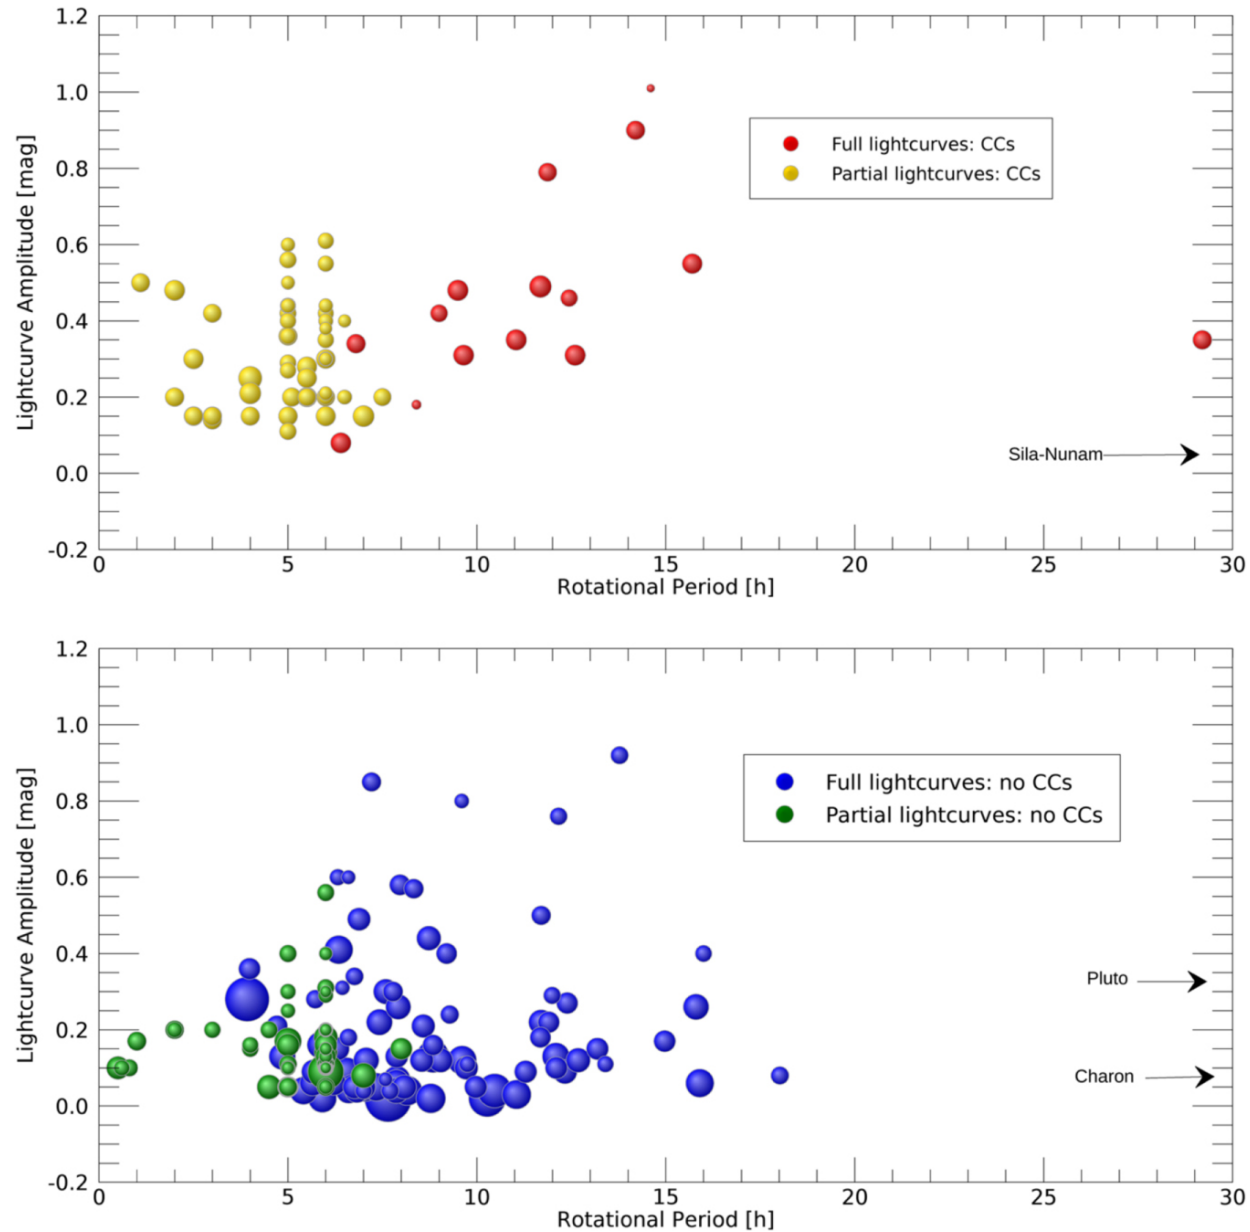 1.2
1.0
0.8
0.6
0.4
0.2
0.0
-0.2
Lightcurve Amplitude [mag]
Full lightcurves: CCs
Partial lightcurves: CCs
Sila-Nunam
0 5 10 15 20 25 30
Rotational Period [h]
1.2
1.0
0.8
0.6
0.4
0.2
0.0
-0.2
Lightcurve Amplitude [mag]
Full lightcurves: no CCs
Partial lightcurves: no CCs
Pluto
Charon
0 5 10 15 20 25 30
Rotational Period [h]